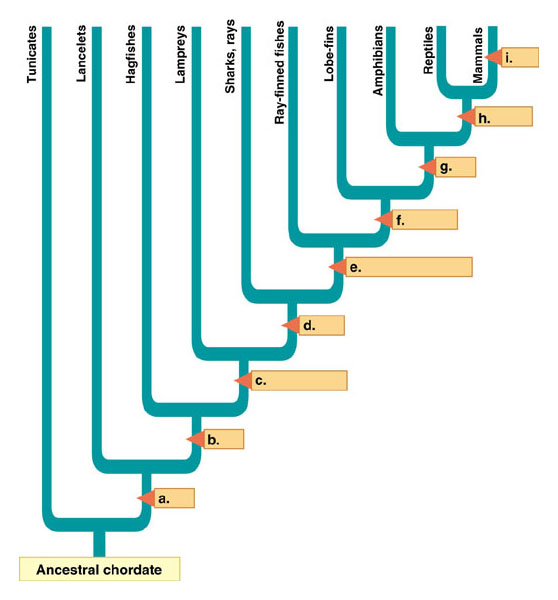 Tunicates
Lancelets
Hagfishes
Lampreys
Sharks, rays
Ray-finned fishes
Lobe-fins
Amphibians
Reptiles
Mammals
i.
h.
g.
f.
e.
d.
c.
b.
a.
Ancestral chordate